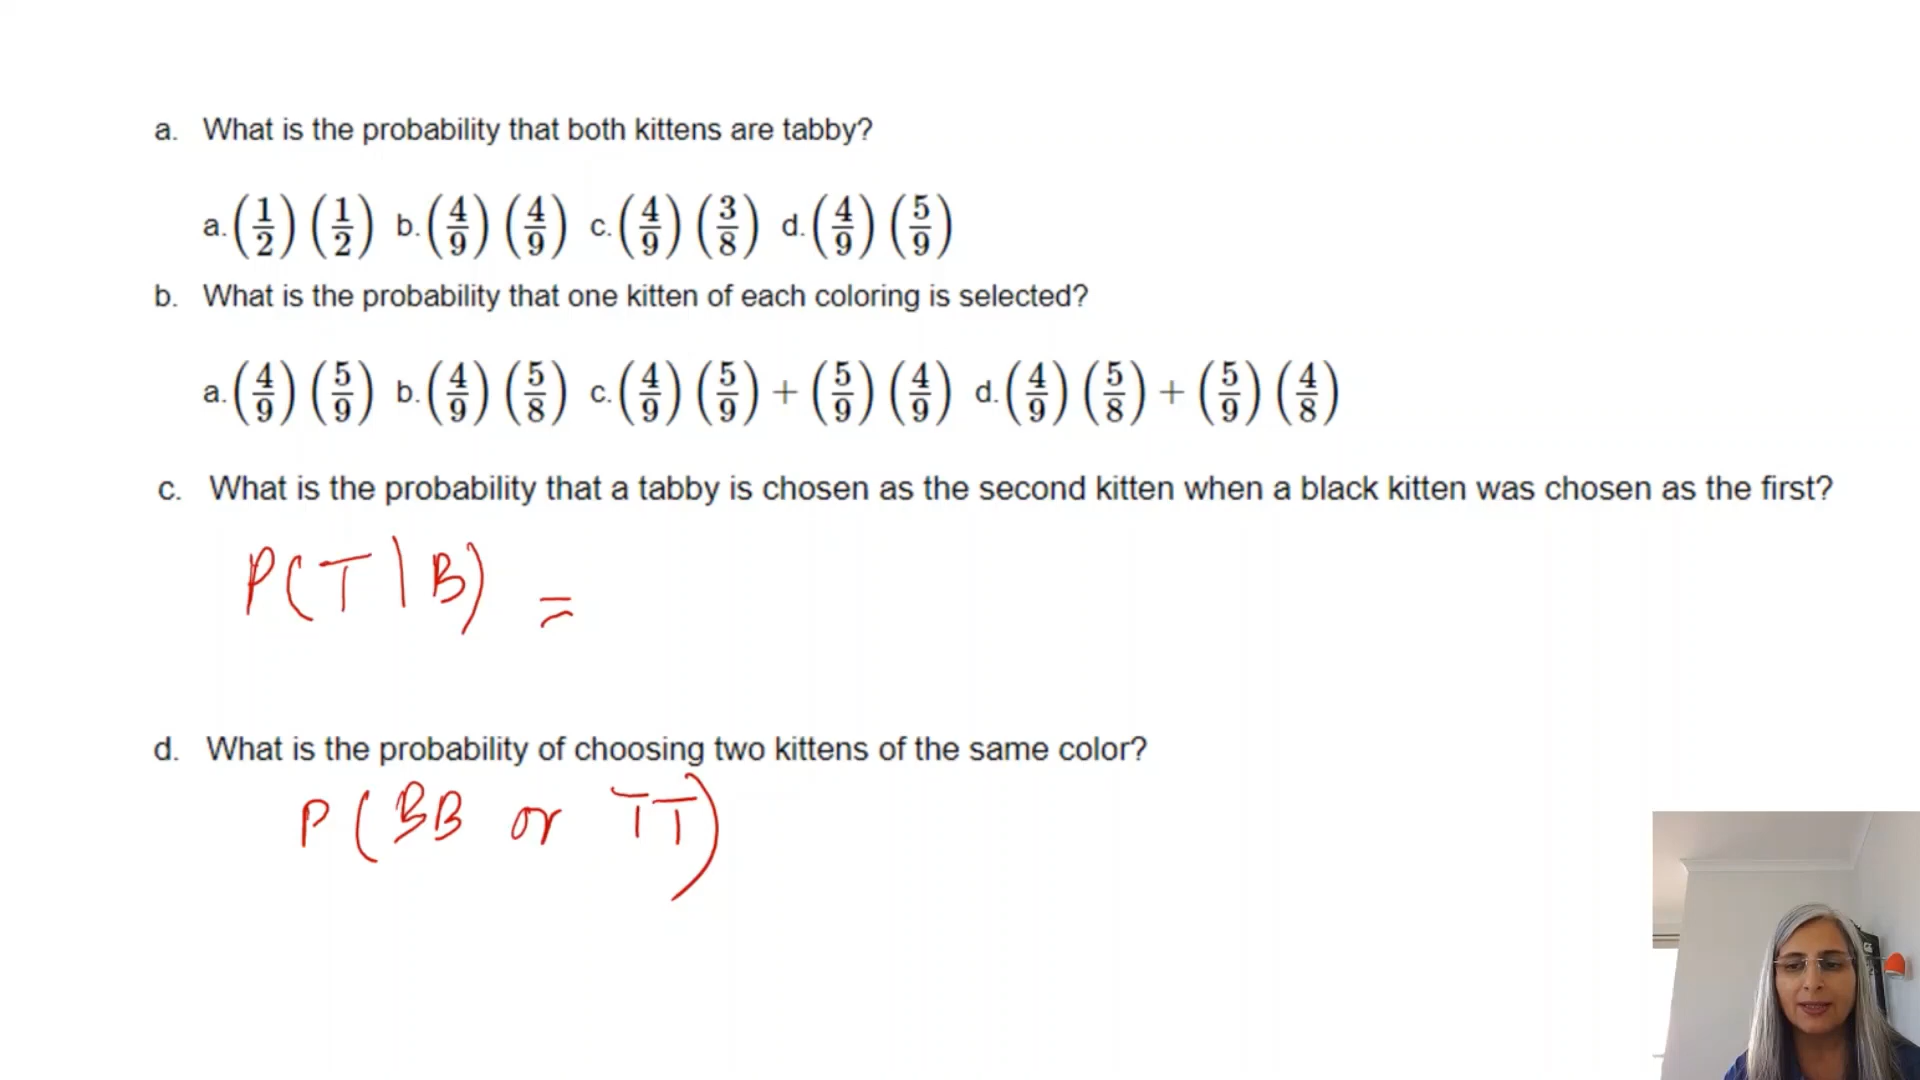 a. What is the probability that both kittens are tabby?
a. (1/2) (1/2) b. (4/9) (4/9) c. (4/9) (3/8) d. (4/9) (5/9)
b. What is the probability that one kitten of each coloring is selected?
a. (4/9) (5/9) b. (4/9) (5/8) c. (4/9) (5/9) + (5/9) (4/9) d. (4/9) (5/8) + (5/9) (4/8)
c. What is the probability that a tabby is chosen as the second kitten when a black kitten was chosen as the first?
P(T|B) =
d. What is the probability of choosing two kittens of the same color?
P(BB or TT)